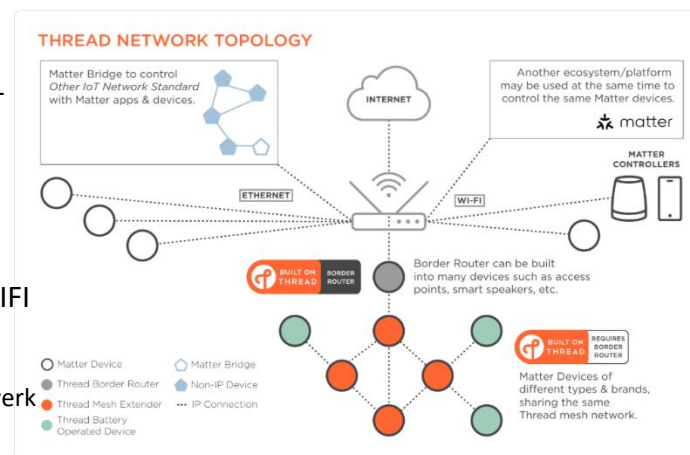 THREAD NETWORK TOPOLOGY
Matter Bridge to control
Other IoT Network Standard
with Matter apps & devices.
INTERNET
Another ecosystem/platform
may be used at the same time to
control the same Matter devices.
matter
MATTER
CONTROLLERS
ETHERNET
WI-FI
BUILT ON
THREAD
BORDER
ROUTER
Border Router can be built
into many devices such as access
points, smart speakers, etc.
IFI
BUILT ON
THREAD
REQUIRES
BORDER
ROUTER
Matter Devices of
different types & brands,
sharing the same
Thread mesh network.
Matter Device
Matter Bridge
Thread Border Router
Non-IP Device
werk
Thread Mesh Extender
IP Connection
Thread Battery
Operated Device